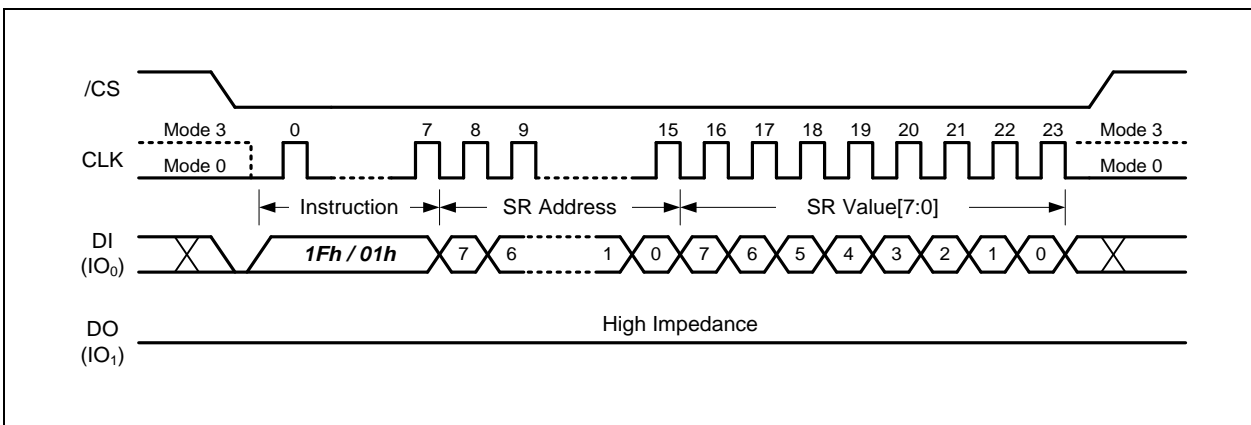 /CS
Mode 3 0 7 8 9 15 16 17 18 19 20 21 22 23 Mode 3
CLK
Mode 0 Mode 0
Instruction SR Address SR Value[7:0]
DI
(IO₀)
1Fh / 01h 7 6 1 0 7 6 5 4 3 2 1 0
High Impedance
DO
(IO₁)